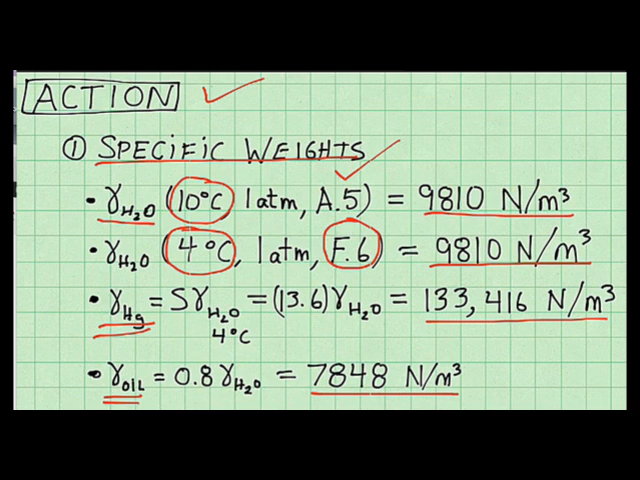 ACTION
① SPECIFIC WEIGHTS
• γH₂O (10°C, 1 atm, A.5) = 9810 N/m³
• γH₂O (4°C, 1 atm, F.6) = 9810 N/m³
• γHg = SγH₂O = (13.6)γH₂O = 133,416 N/m³
4°C
• γOIL = 0.8γH₂O = 7848 N/m³